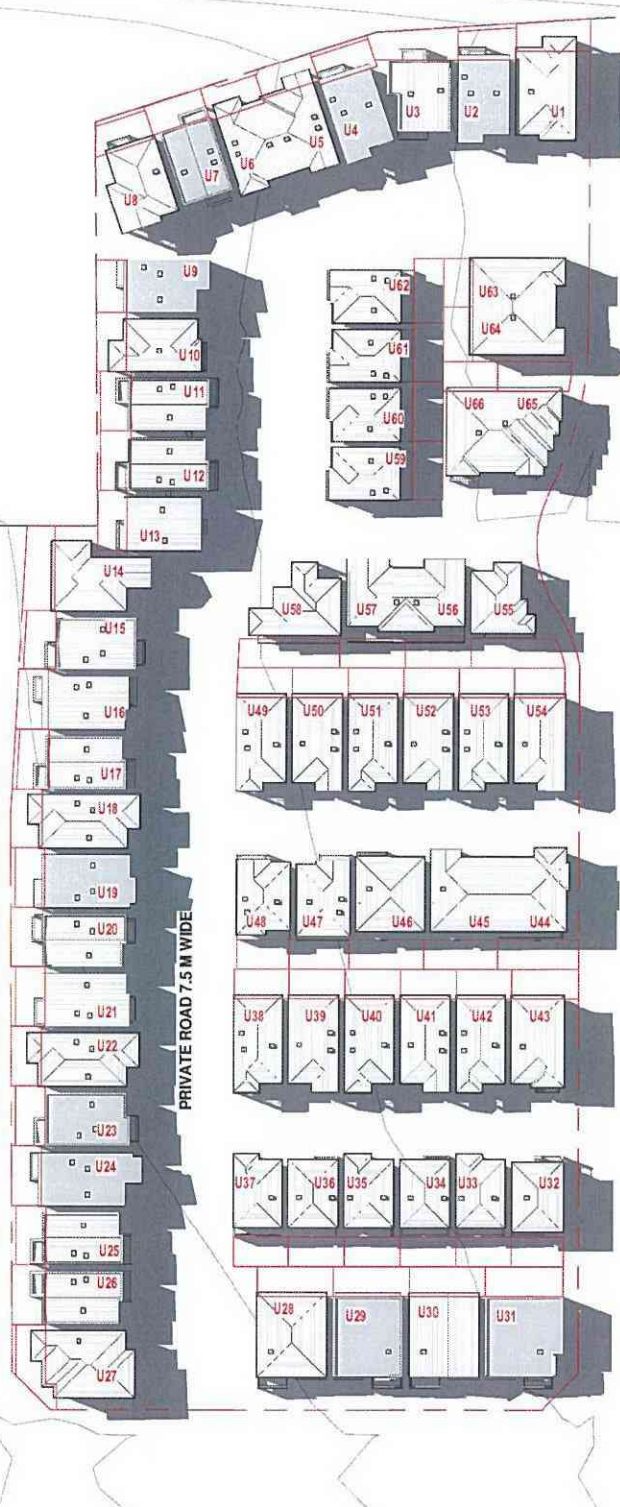 U1
U2
U3
U4
U5
U6
U7
U8
U9
U10
U11
U12
U13
U14
U15
U16
U17
U18
U19
U20
U21
U22
U23
U24
U25
U26
U27
PRIVATE ROAD 7.5 M WIDE
U62
U61
U60
U59
U63
U64
U66 U65
U58 U57 U56 U55
U49 U50 U51 U52 U53 U54
U48 U47 U46 U45 U44
U38 U39 U40 U41 U42 U43
U37 U36 U35 U34 U33 U32
U28 U29 U30 U31